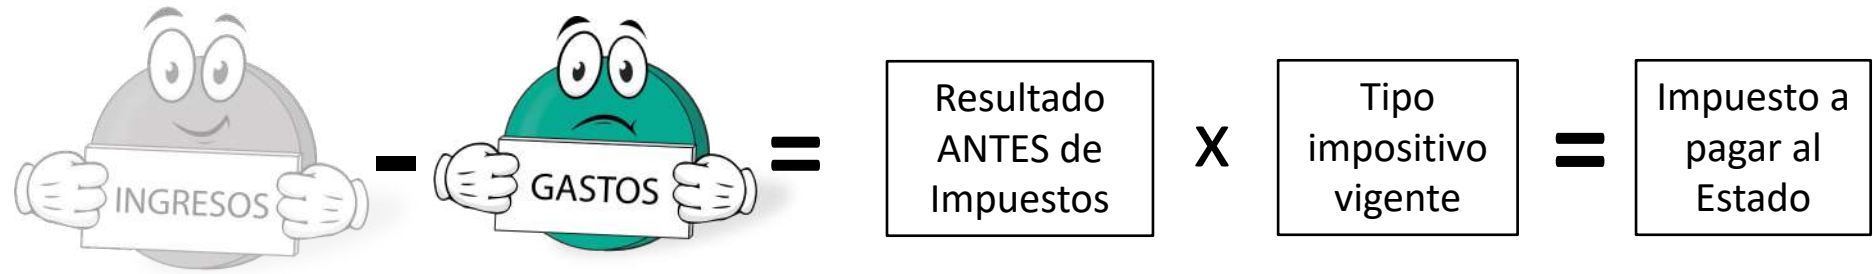 INGRESOS
-
GASTOS
=
Resultado
ANTES de
Impuestos
X
Tipo
impositivo
vigente
=
Impuesto a
pagar al
Estado